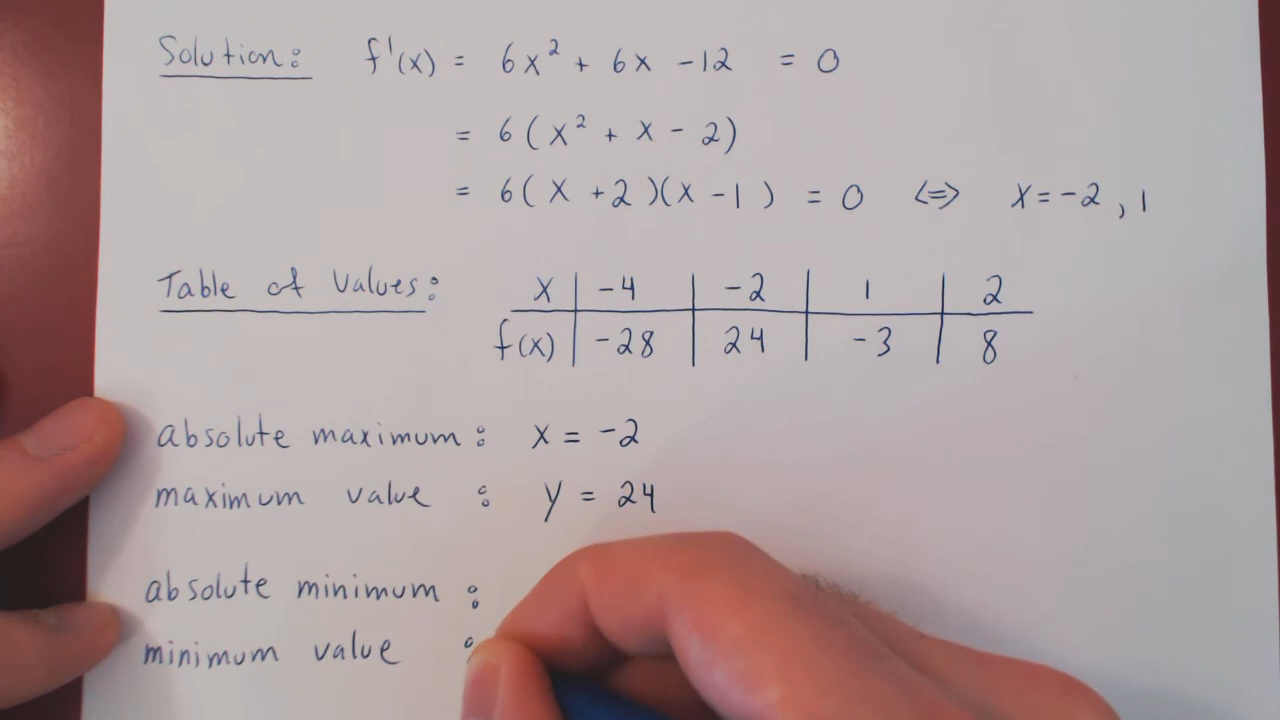 Solution: f'(x) = 6x² + 6x - 12 = 0
= 6(x² + x - 2)
= 6(x + 2)(x - 1) = 0 <=> x = -2, 1
Table of Values: x | -4 | -2 | 1 | 2
f(x) | -28 | 24 | -3 | 8
absolute maximum: x = -2
maximum value : y = 24
absolute minimum :
minimum value :